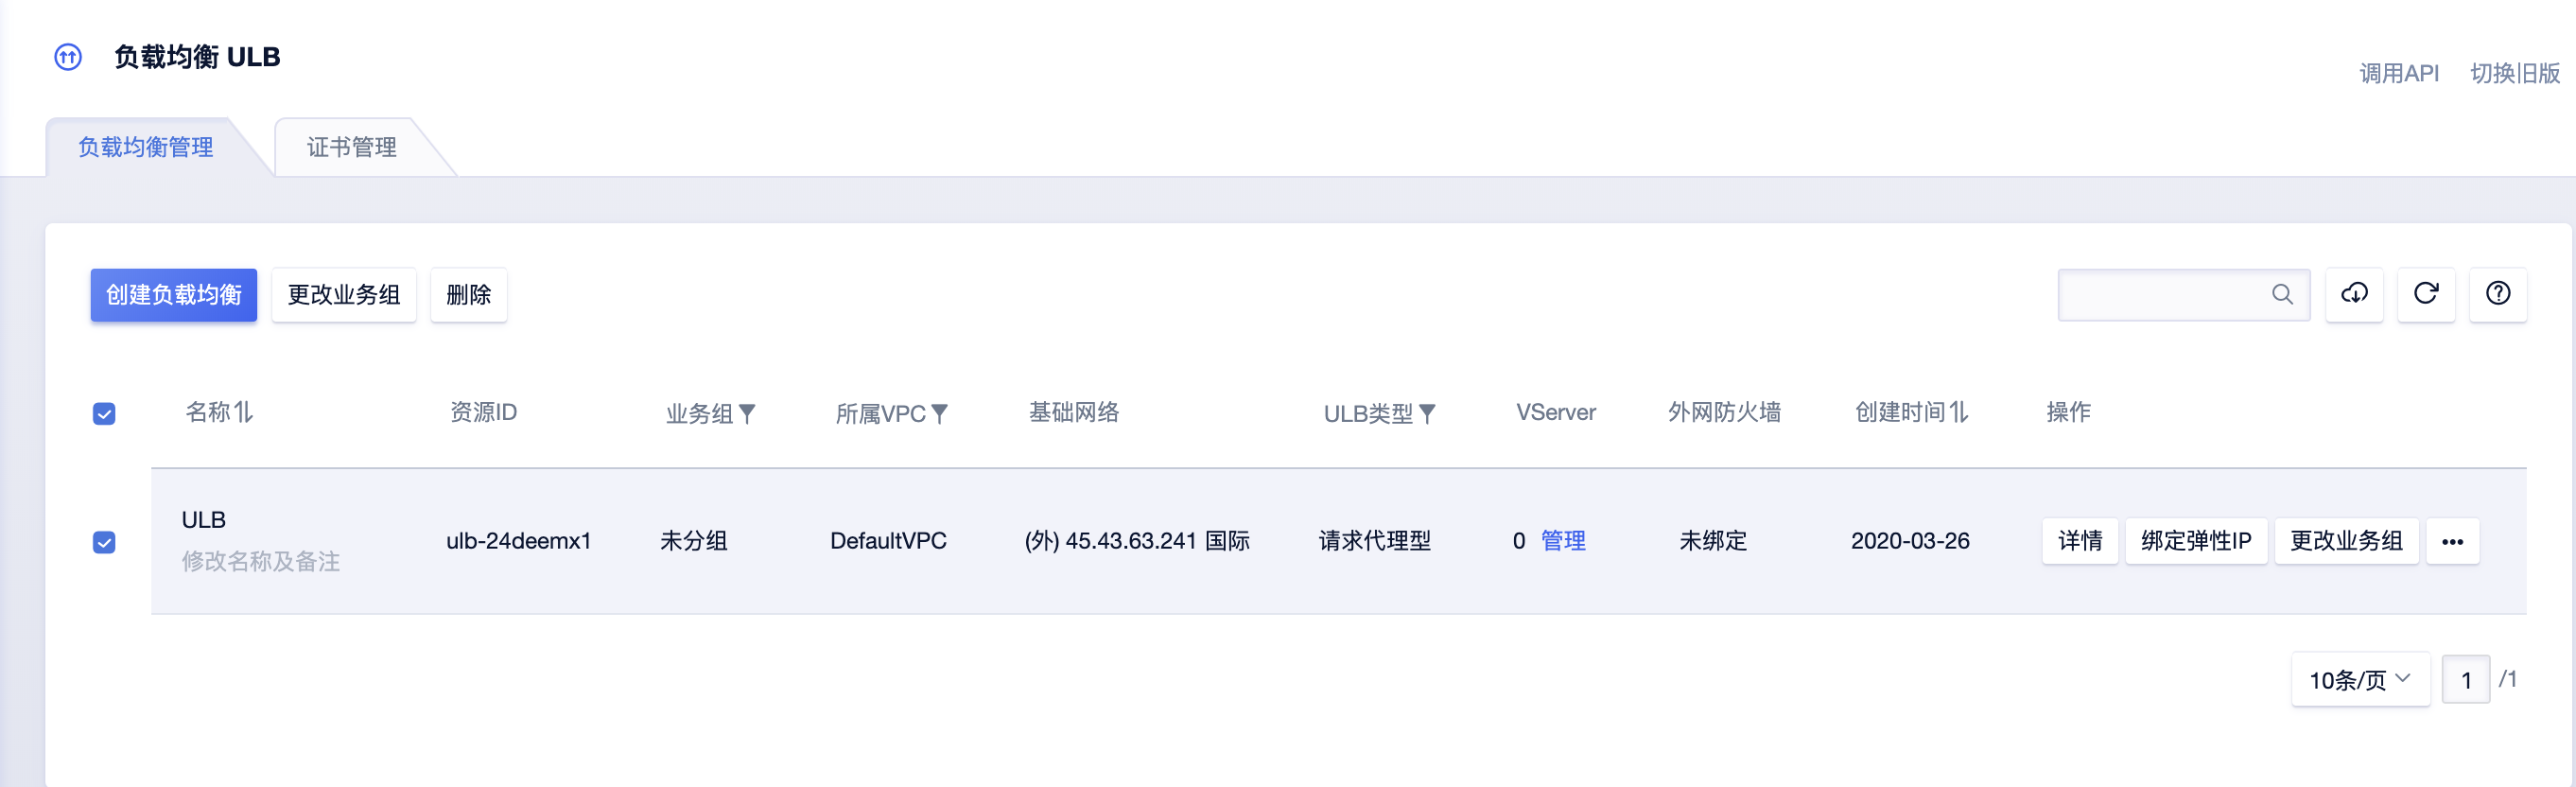 负载均衡 ULB
调用API 切换旧版
负载均衡管理 证书管理
创建负载均衡 更改业务组 删除
名称 资源ID 业务组 所属VPC 基础网络 ULB类型 VServer 外网防火墙 创建时间 操作
ULB
修改名称及备注
ulb-24deemx1 未分组 DefaultVPC (外) 45.43.63.241 国际 请求代理型 0 管理 未绑定 2020-03-26 详情 绑定弹性IP 更改业务组 •••
10条/页 1 /1